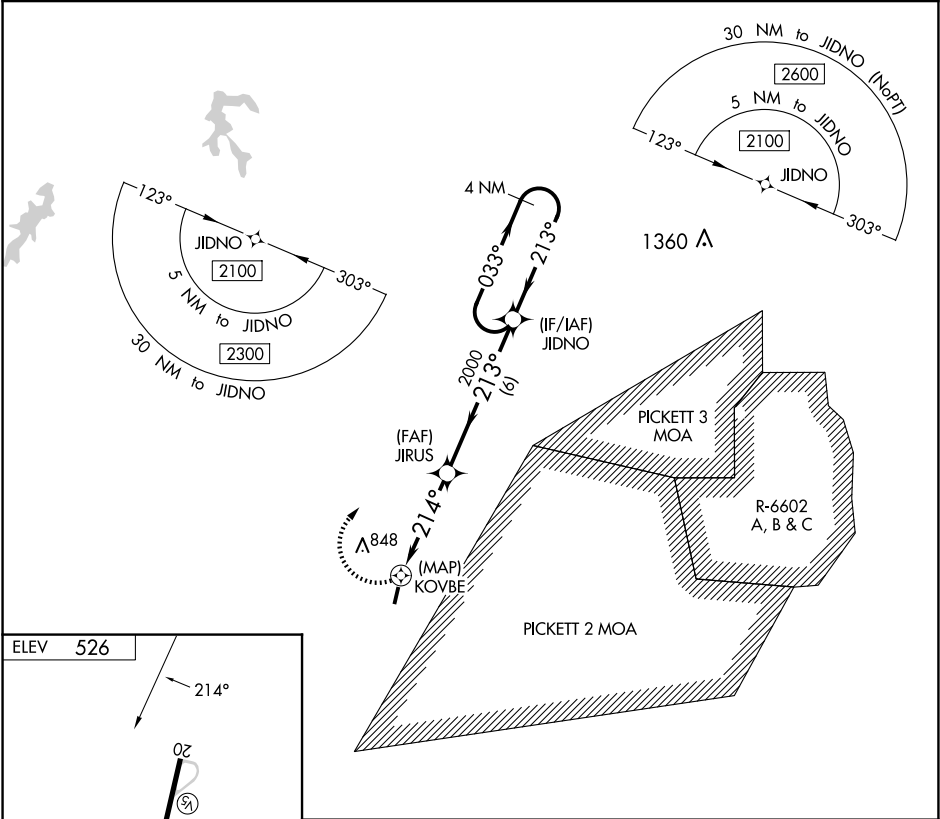 30 NM to JIDNO (NoPT)
2600
5 NM to JIDNO
2100
123°
JIDNO
303°
1360
123°
JIDNO
2100
303°
5 NM to JIDNO
2300
30 NM to JIDNO
4 NM
033°
213°
(IF/IAF)
JIDNO
2000
213°
(6)
(FAF)
JIRUS
214°
848
(MAP)
KOVBE
PICKETT 3
MOA
R-6602
A, B & C
PICKETT 2 MOA
ELEV 526
214°
20
V5